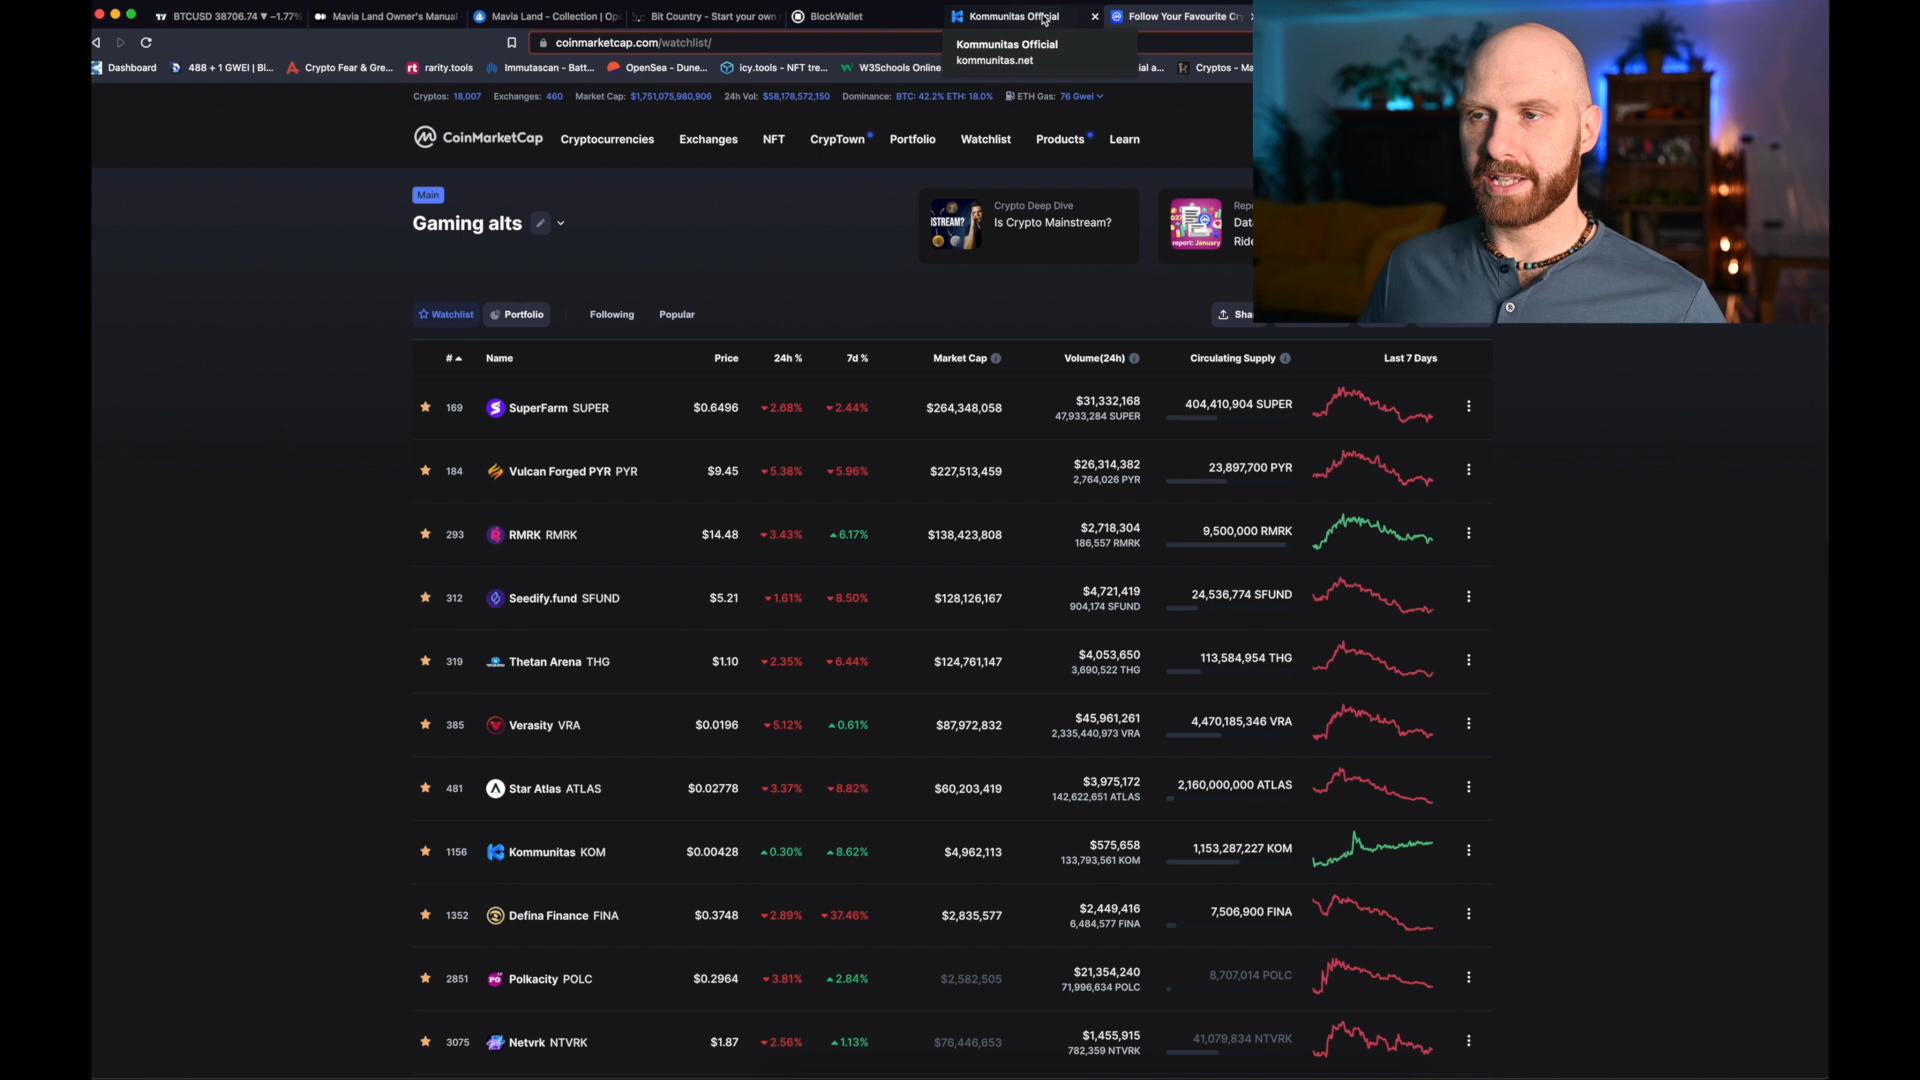 BTCUSD 38706.74 ▼ −1.77%
Mavia Land Owner's Manual
Mavia Land - Collection | Op
Bit Country - Start your own
BlockWallet
Kommunitas Official
Follow Your Favourite Cr
coinmarketcap.com/watchlist/
Kommunitas Official
kommunitas.net
Dashboard
488 + 1 GWEI | Bl...
Crypto Fear & Gre...
rarity.tools
Immutascan - Batt...
OpenSea - Dune...
icy.tools - NFT tre...
W3Schools Online
al a...
Cryptos - Ma
Cryptos: 18,007 Exchanges: 460 Market Cap: $1,751,075,980,906 24h Vol: $58,178,572,150 Dominance: BTC: 42.2% ETH: 18.0% ETH Gas: 76 Gwei
CoinMarketCap Cryptocurrencies Exchanges NFT CrypTown Portfolio Watchlist Products Learn
Main
Gaming alts
ISTREAM?
Crypto Deep Dive
Is Crypto Mainstream?
report: January
Repo
Data
Ride
Watchlist Portfolio Following Popular Sha
# Name Price 24h % 7d % Market Cap Volume(24h) Circulating Supply Last 7 Days
169 SuperFarm SUPER $0.6496 2.68% 2.44% $264,348,058 $31,332,168 404,410,904 SUPER
47,933,284 SUPER
184 Vulcan Forged PYR PYR $9.45 5.38% 5.96% $227,513,459 $26,314,382 23,897,700 PYR
2,764,026 PYR
293 RMRK RMRK $14.48 3.43% 6.17% $138,423,808 $2,718,304 9,500,000 RMRK
186,557 RMRK
312 Seedify.fund SFUND $5.21 1.61% 8.50% $128,126,167 $4,721,419 24,536,774 SFUND
904,174 SFUND
319 Thetan Arena THG $1.10 2.35% 6.44% $124,761,147 $4,053,650 113,584,954 THG
3,690,522 THG
385 Verasity VRA $0.0196 5.12% 0.61% $87,972,832 $45,961,261 4,470,185,346 VRA
2,335,440,973 VRA
481 Star Atlas ATLAS $0.02778 3.37% 8.82% $60,203,419 $3,975,172 2,160,000,000 ATLAS
142,622,651 ATLAS
1156 Kommunitas KOM $0.00428 0.30% 8.62% $4,962,113 $575,658 1,153,287,227 KOM
133,793,561 KOM
1352 Defina Finance FINA $0.3748 2.89% 37.46% $2,835,577 $2,449,416 7,506,900 FINA
6,484,577 FINA
2851 Polkacity POLC $0.2964 3.81% 2.84% $2,582,505 $21,354,240 8,707,014 POLC
71,996,634 POLC
3075 Netvrk NTVRK $1.87 2.56% 1.13% $76,446,653 $1,455,915 41,079,834 NTVRK
782,359 NTVRK